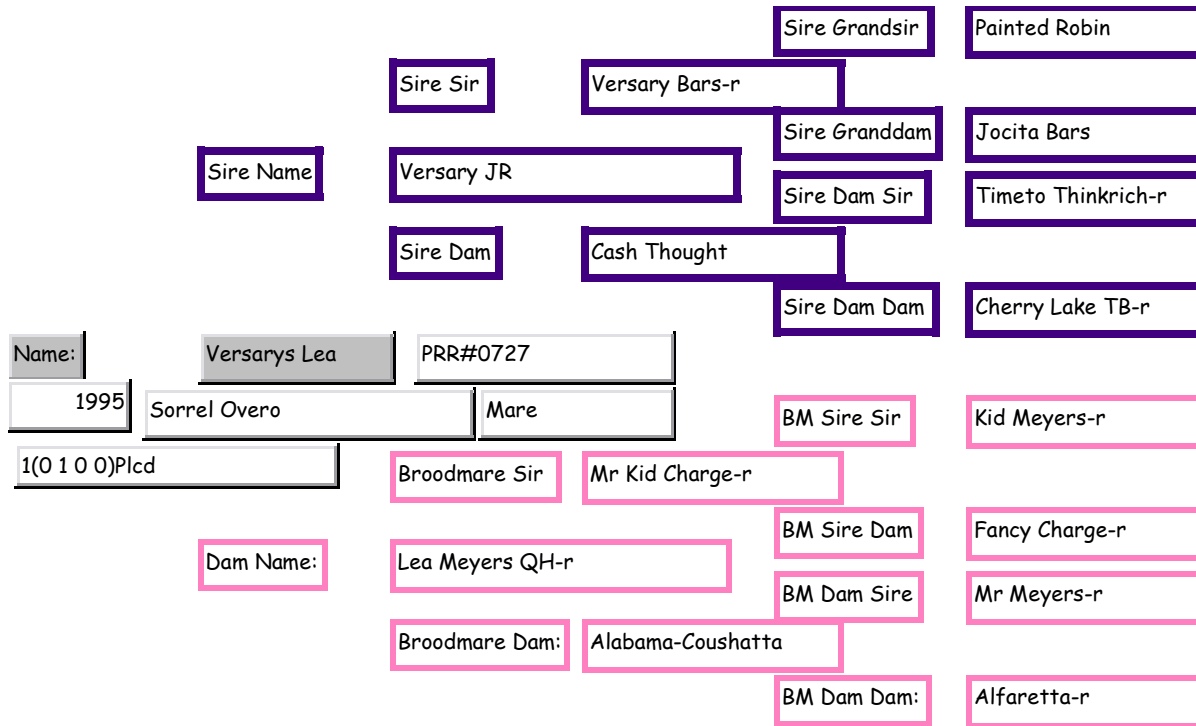 Sire Grandsir Painted Robin
Sire Sir Versary Bars-r
Sire Granddam Jocita Bars
Sire Name Versary JR
Sire Dam Sir Timeto Thinkrich-r
Sire Dam Cash Thought
Sire Dam Dam Cherry Lake TB-r
Name: Versarys Lea PRR#0727
1995 Sorrel Overo Mare
BM Sire Sir Kid Meyers-r
1(0 1 0 0)Plcd
Broodmare Sir Mr Kid Charge-r
BM Sire Dam Fancy Charge-r
Dam Name: Lea Meyers QH-r
BM Dam Sire Mr Meyers-r
Broodmare Dam: Alabama-Coushatta
BM Dam Dam: Alfaretta-r